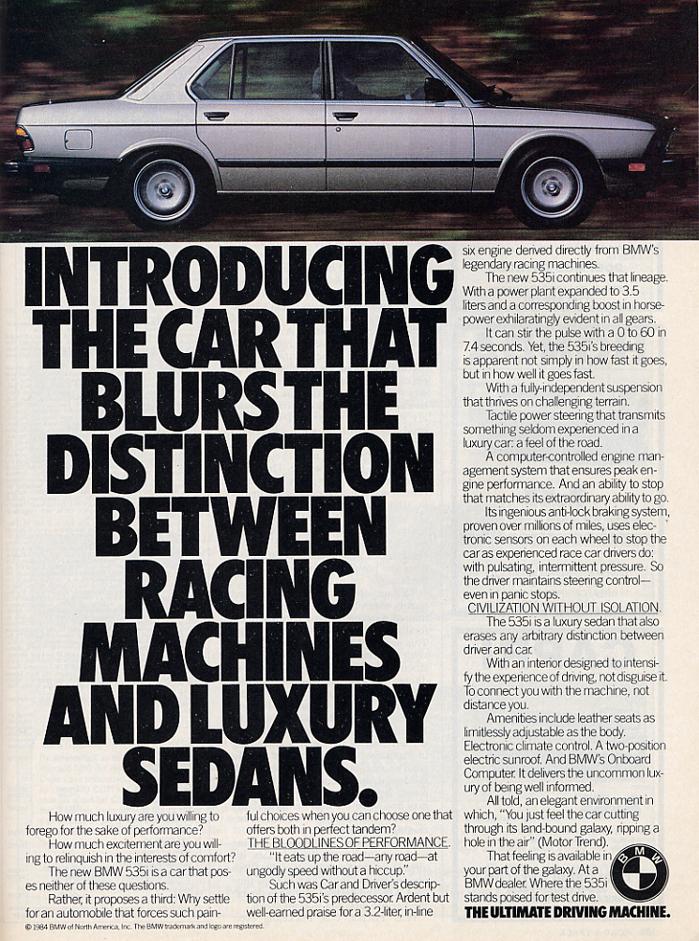 INTRODUCING
THE CAR THAT
BLURS THE
DISTINCTION
BETWEEN
RACING
MACHINES
AND LUXURY
SEDANS.
How much luxury are you willing to
forego for the sake of performance?
How much excitement are you will-
ing to relinquish in the interests of comfort?
The new BMW 535i is a car that pos-
es neither of these questions.
Rather, it proposes a third: Why settle
for an automobile that forces such pain-
ful choices when you can choose one that
offers both in perfect tandem?
THE BLOODLINES OF PERFORMANCE.
"It eats up the road—any road—at
ungodly speed without a hiccup."
Such was Car and Driver's descrip-
tion of the 535i's predecessor. Ardent but
well-earned praise for a 3.2-liter, in-line
six engine derived directly from BMW's
legendary racing machines.
The new 535i continues that lineage.
With a power plant expanded to 3.5
liters and a corresponding boost in horse-
power exhilaratingly evident in all gears.
It can stir the pulse with a 0 to 60 in
7.4 seconds. Yet, the 535i's breeding
is apparent not simply in how fast it goes,
but in how well it goes fast.
With a fully-independent suspension
that thrives on challenging terrain.
Tactile power steering that transmits
something seldom experienced in a
luxury car: a feel of the road.
A computer-controlled engine man-
agement system that ensures peak en-
gine performance. And an ability to stop
that matches its extraordinary ability to go.
Its ingenious anti-lock braking system,
proven over millions of miles, uses elec-
tronic sensors on each wheel to stop the
car as experienced race car drivers do:
with pulsating, intermittent pressure. So
the driver maintains steering control—
even in panic stops.
CIVILIZATION WITHOUT ISOLATION.
The 535i is a luxury sedan that also
erases any arbitrary distinction between
driver and car.
With an interior designed to intensi-
fy the experience of driving, not disguise it.
To connect you with the machine, not
distance you.
Amenities include leather seats as
limitlessly adjustable as the body.
Electronic climate control. A two-position
electric sunroof. And BMW's Onboard
Computer. It delivers the uncommon lux-
ury of being well informed.
All told, an elegant environment in
which, "You just feel the car cutting
through its land-bound galaxy, ripping a
hole in the air" (Motor Trend).
That feeling is available in
your part of the galaxy. At a
BMW dealer. Where the 535i
stands poised for test drive.
BMW
THE ULTIMATE DRIVING MACHINE.
© 1984 BMW of North America, Inc. The BMW trademark and logo are registered.